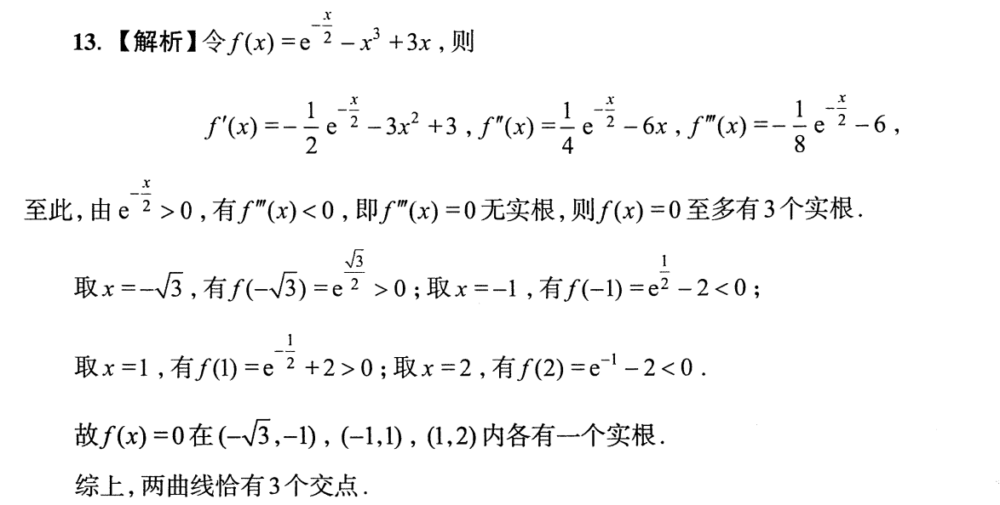 13.【解析】令 $f(x)=\mathrm{e}^{-\frac{x}{2}}-x^3+3x$,则
$f'(x)=-\frac{1}{2}\mathrm{e}^{-\frac{x}{2}}-3x^2+3$,$f''(x)=\frac{1}{4}\mathrm{e}^{-\frac{x}{2}}-6x$,$f'''(x)=-\frac{1}{8}\mathrm{e}^{-\frac{x}{2}}-6$,
至此,由 $\mathrm{e}^{-\frac{x}{2}}>0$,有 $f'''(x)<0$,即 $f'''(x)=0$ 无实根,则 $f(x)=0$ 至多有3个实根.
取 $x=-\sqrt{3}$,有 $f(-\sqrt{3})=\mathrm{e}^{\frac{\sqrt{3}}{2}}>0$;取 $x=-1$,有 $f(-1)=\mathrm{e}^{\frac{1}{2}}-2<0$;
取 $x=1$,有 $f(1)=\mathrm{e}^{-\frac{1}{2}}+2>0$;取 $x=2$,有 $f(2)=\mathrm{e}^{-1}-2<0$.
故 $f(x)=0$ 在 $(-\sqrt{3},-1)$,$(-1,1)$,$(1,2)$ 内各有一个实根.
综上,两曲线恰有3个交点.